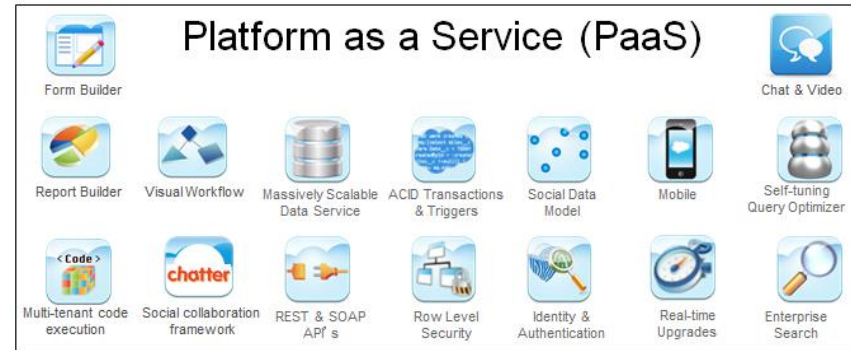 Platform as a Service (PaaS)
Form Builder
Chat & Video
Report Builder
Visual Workflow
Massively Scalable
Data Service
ACID Transactions
& Triggers
Social Data
Model
Mobile
Self-tuning
Query Optimizer
<Code>
Multi-tenant code
execution
chatter
Social collaboration
framework
REST & SOAP
API's
Row Level
Security
Identity &
Authentication
Real-time
Upgrades
Enterprise
Search